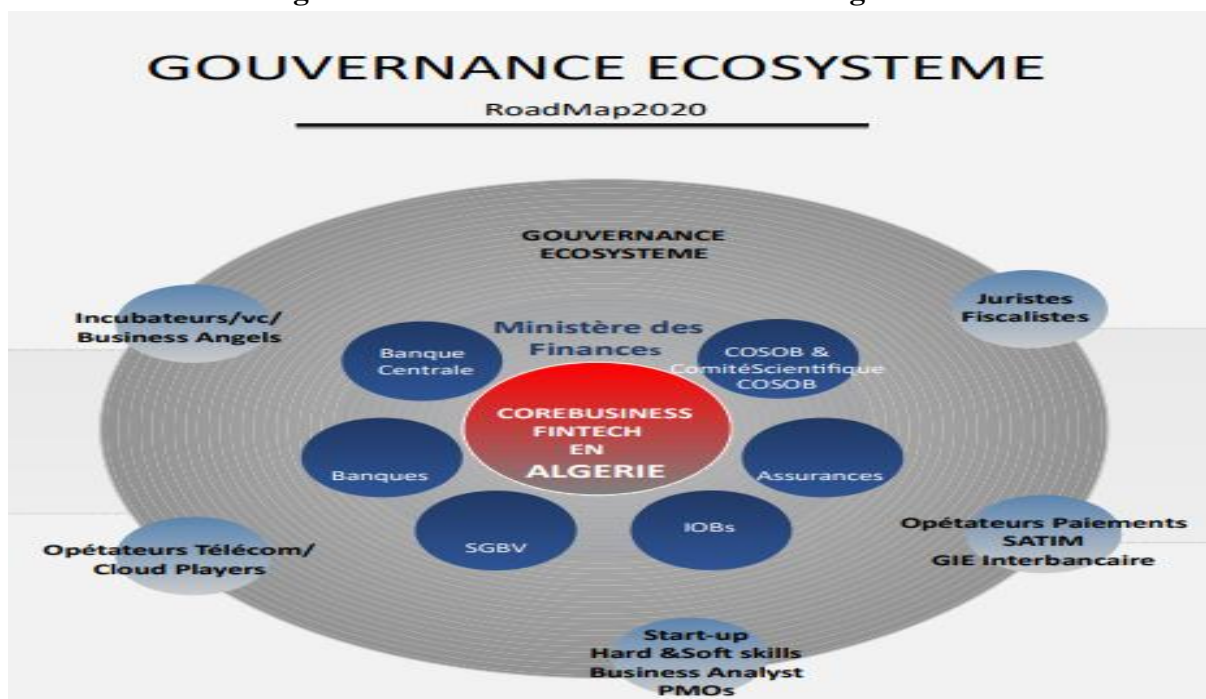 GOUVERNANCE ECOSYSTEME
RoadMap2020
GOUVERNANCE
ECOSYSTEME
Incubateurs/vc/
Business Angels
Juristes
Fiscalistes
Ministère des
Finances
Banque
Centrale
COSOB &
ComitéScientifique
COSOB
COREBUSINESS
FINTECH
EN
ALGERIE
Banques
Assurances
SGBV
IOBs
Opétateurs Télécom/
Cloud Players
Opétateurs Paiements
SATIM
GIE Interbancaire
Start-up
Hard &Soft skills
Business Analyst
PMOs